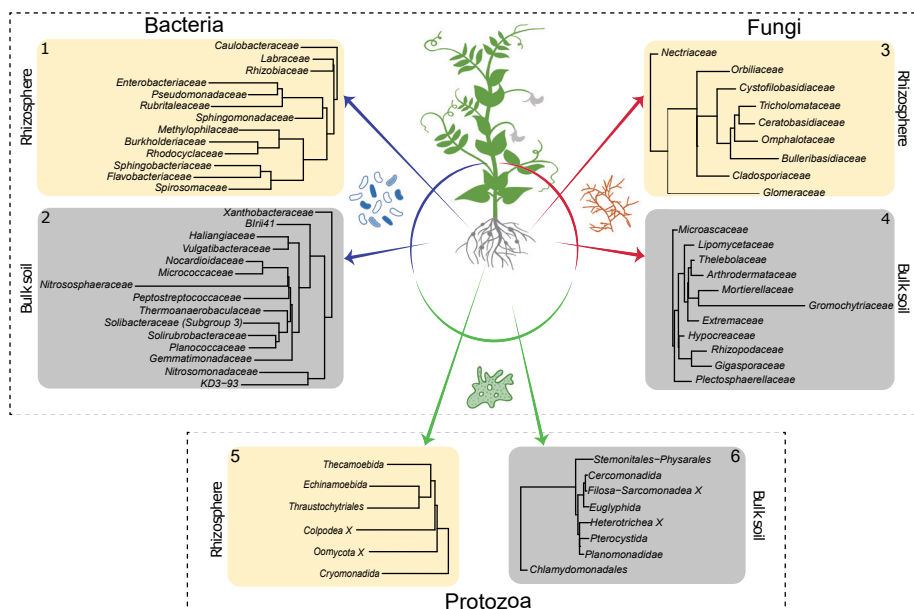 Bacteria
Fungi
Rhizosphere
1
Caulobacteraceae
Labraceae
Rhizobiaceae
Enterobacteriaceae
Pseudomonadaceae
Rubritaleaceae
Sphingomonadaceae
Methylophilaceae
Burkholderiaceae
Rhodocyclaceae
Sphingobacteriaceae
Flavobacteriaceae
Spirosomaceae
Bulk soil
2
Xanthobacteraceae
BIrii41
Haliangiaceae
Vulgatibacteraceae
Nocardioidaceae
Micrococcaceae
Nitrososphaeraceae
Peptostreptococcaceae
Thermoanaerobaculaceae
Solibacteraceae (Subgroup 3)
Solirubrobacteraceae
Planococcaceae
Gemmatimonadaceae
Nitrosomonadaceae
KD3−93
3
Rhizosphere
Nectriaceae
Orbiliaceae
Cystofilobasidiaceae
Tricholomataceae
Ceratobasidiaceae
Omphalotaceae
Bulleribasidiaceae
Cladosporiaceae
Glomeraceae
4
Bulk soil
Microascaceae
Lipomycetaceae
Thelebolaceae
Arthrodermataceae
Mortierellaceae
Gromochytriaceae
Extremaceae
Hypocreaceae
Rhizopodaceae
Gigasporaceae
Plectosphaerellaceae
Rhizosphere
5
Thecamoebida
Echinamoebida
Thraustochytriales
Colpodea X
Oomycota X
Cryomonadida
6
Bulk soil
Stemonitales−Physarales
Cercomonadida
Filosa−Sarcomonadea X
Euglyphida
Heterotrichea X
Pterocystida
Planomonadidae
Chlamydomonadales
Protozoa